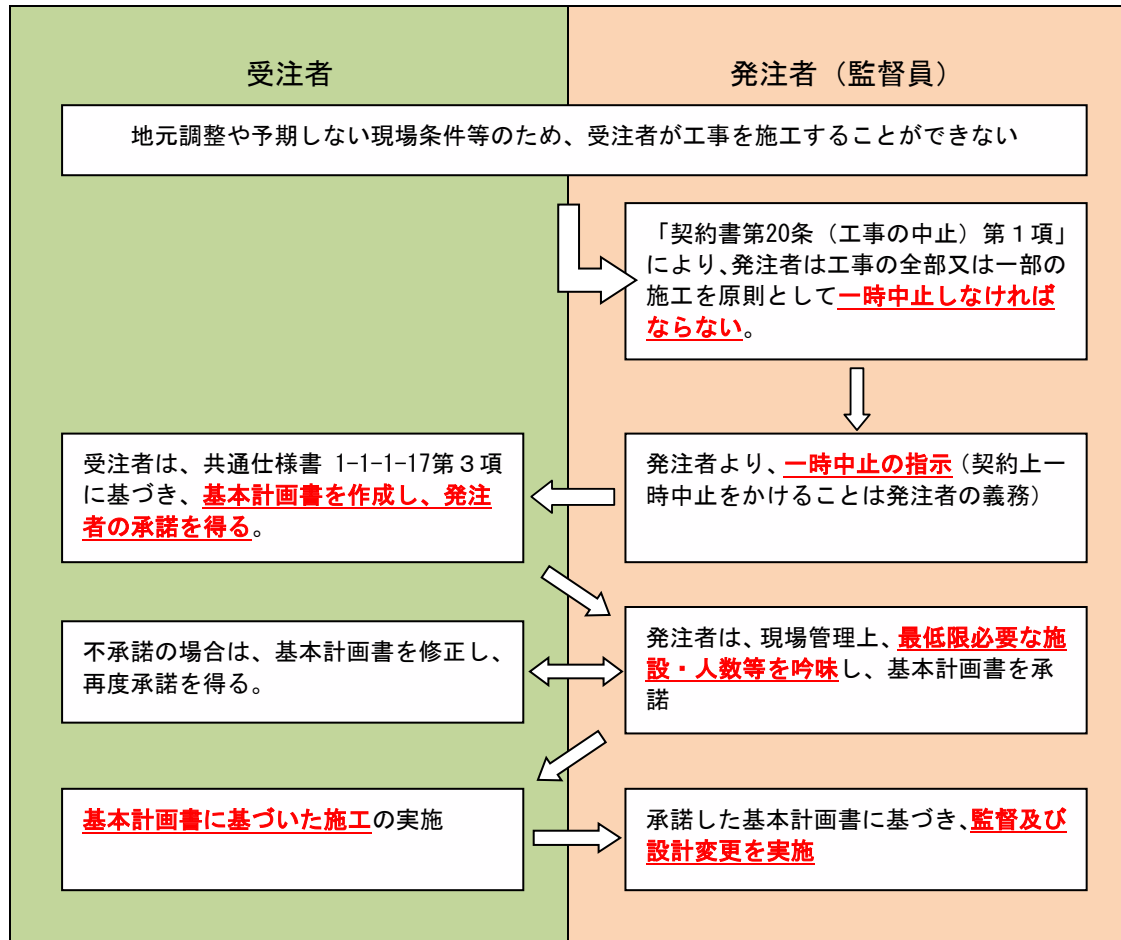 受注者
発注者（監督員）
地元調整や予期しない現場条件等のため、受注者が工事を施工することができない
「契約書第20条（工事の中止）第１項」
により、発注者は工事の全部又は一部の
施工を原則として一時中止しなければ
ならない。
発注者より、一時中止の指示（契約上一
時中止をかけることは発注者の義務）
受注者は、共通仕様書 1-1-1-17第３項
に基づき、基本計画書を作成し、発注
者の承諾を得る。
発注者は、現場管理上、最低限必要な施
設・人数等を吟味し、基本計画書を承
諾
不承諾の場合は、基本計画書を修正し、
再度承諾を得る。
基本計画書に基づいた施工の実施
承諾した基本計画書に基づき、監督及び
設計変更を実施